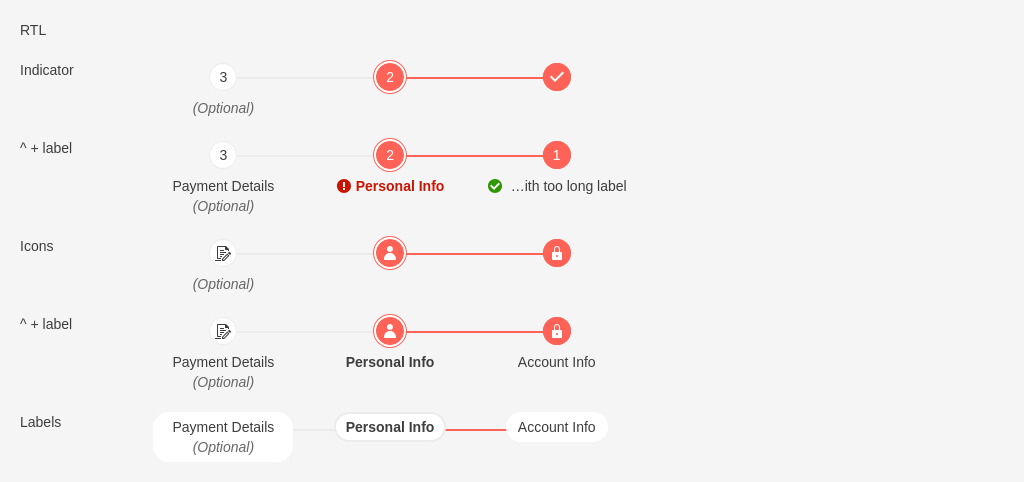 RTL
Indicator
3 2
(Optional)
^ + label
3 2 1
Payment Details Personal Info ...ith too long label
(Optional)
Icons
(Optional)
^ + label
Payment Details Personal Info Account Info
(Optional)
Labels
Payment Details Personal Info Account Info
(Optional)